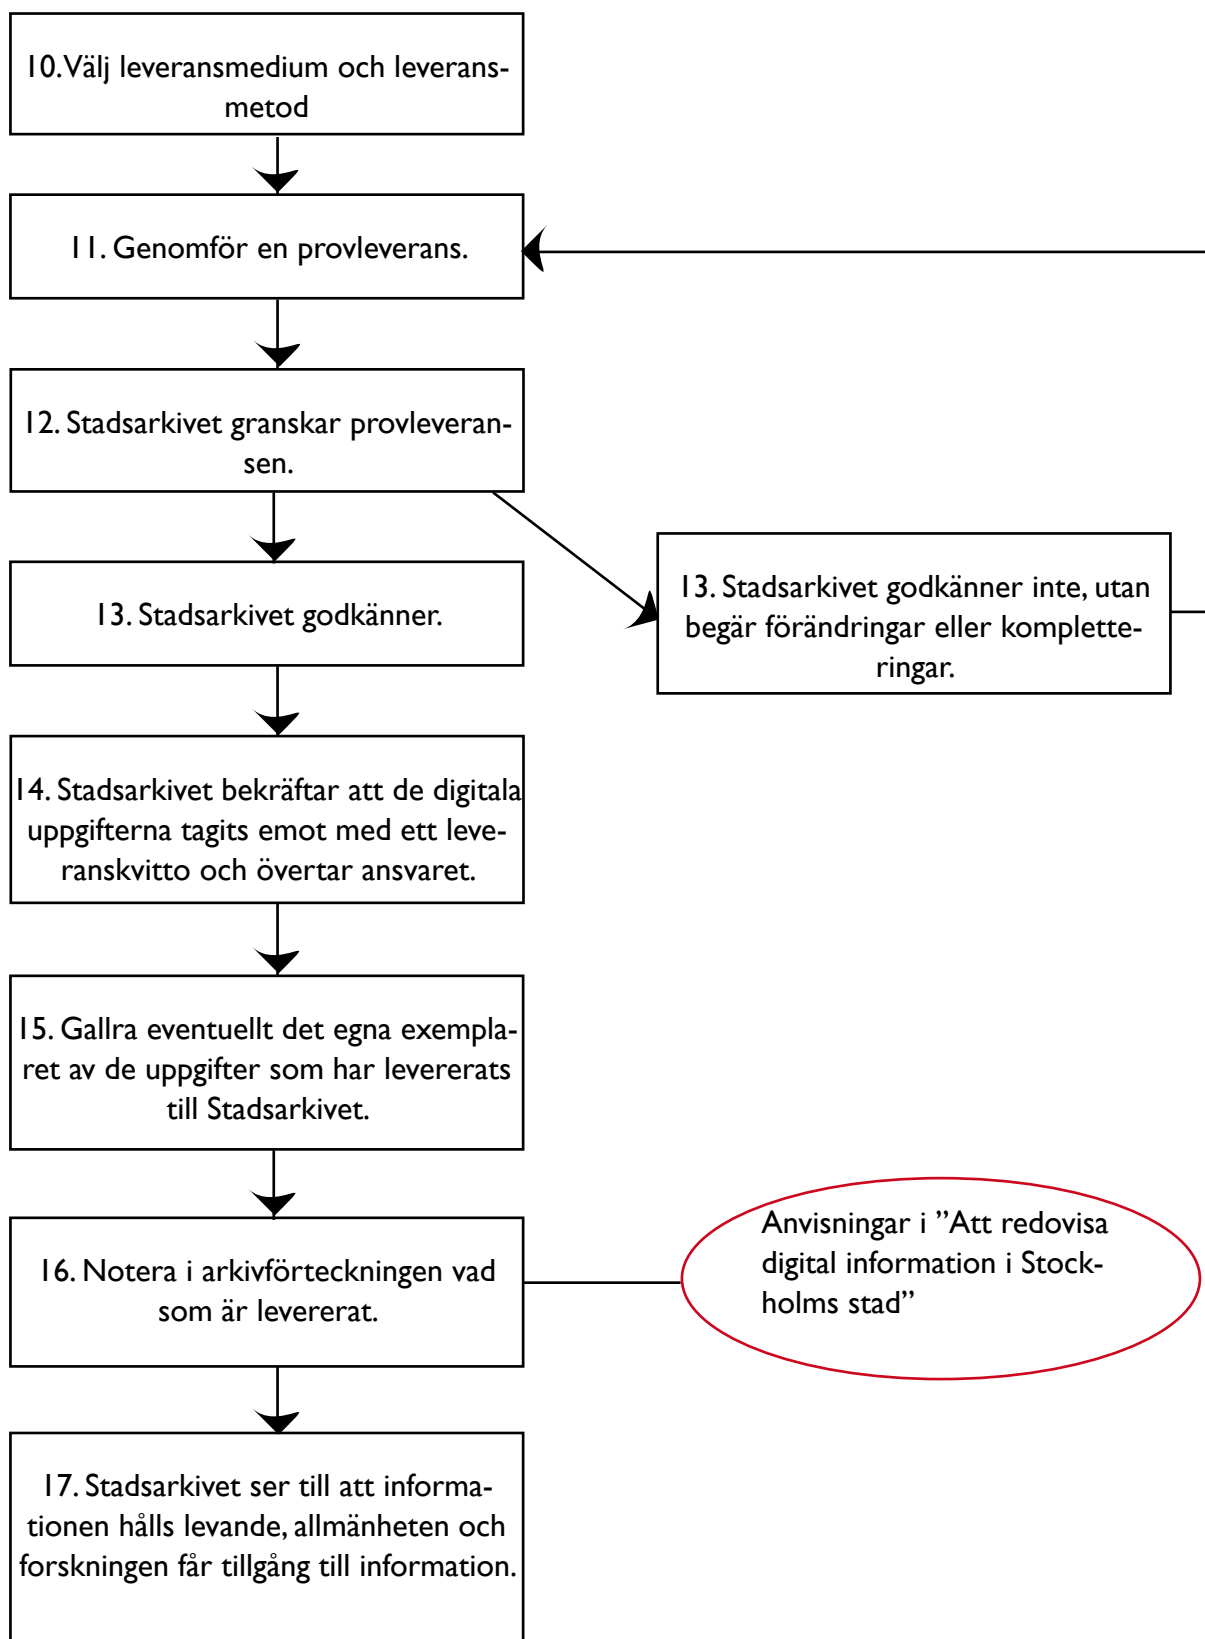 10. Välj leveransmedium och leverans-
metod
11. Genomför en provleverans.
12. Stadsarkivet granskar provleveran-
sen.
13. Stadsarkivet godkänner.
13. Stadsarkivet godkänner inte, utan
begär förändringar eller komplette-
ringar.
14. Stadsarkivet bekräftar att de digitala
uppgifterna tagits emot med ett leve-
ranskvitto och övertar ansvaret.
15. Gallra eventuellt det egna exempla-
ret av de uppgifter som har levererats
till Stadsarkivet.
16. Notera i arkivförteckningen vad
som är levererat.
Anvisningar i ”Att redovisa
digital information i Stock-
holms stad”
17. Stadsarkivet ser till att informa-
tionen hålls levande, allmänheten och
forskningen får tillgång till information.